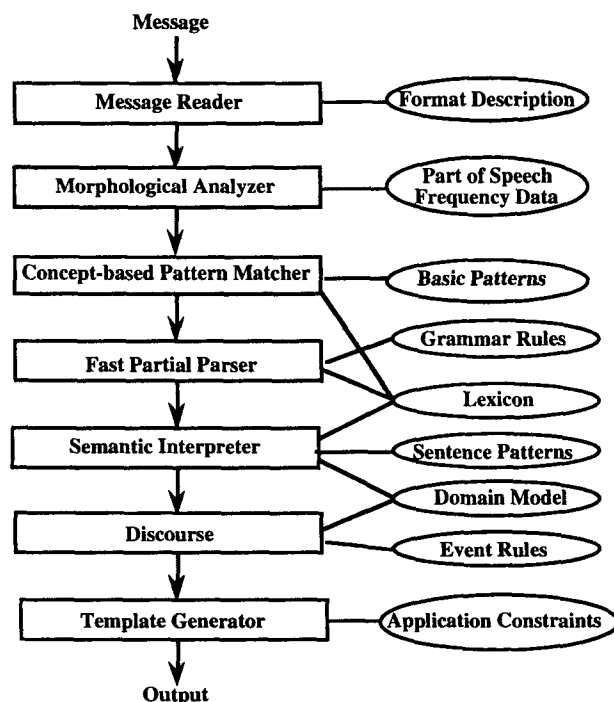 Message
Message Reader
Format Description
Morphological Analyzer
Part of Speech
Frequency Data
Concept-based Pattern Matcher
Basic Patterns
Grammar Rules
Fast Partial Parser
Lexicon
Semantic Interpreter
Sentence Patterns
Domain Model
Discourse
Event Rules
Template Generator
Application Constraints
Output